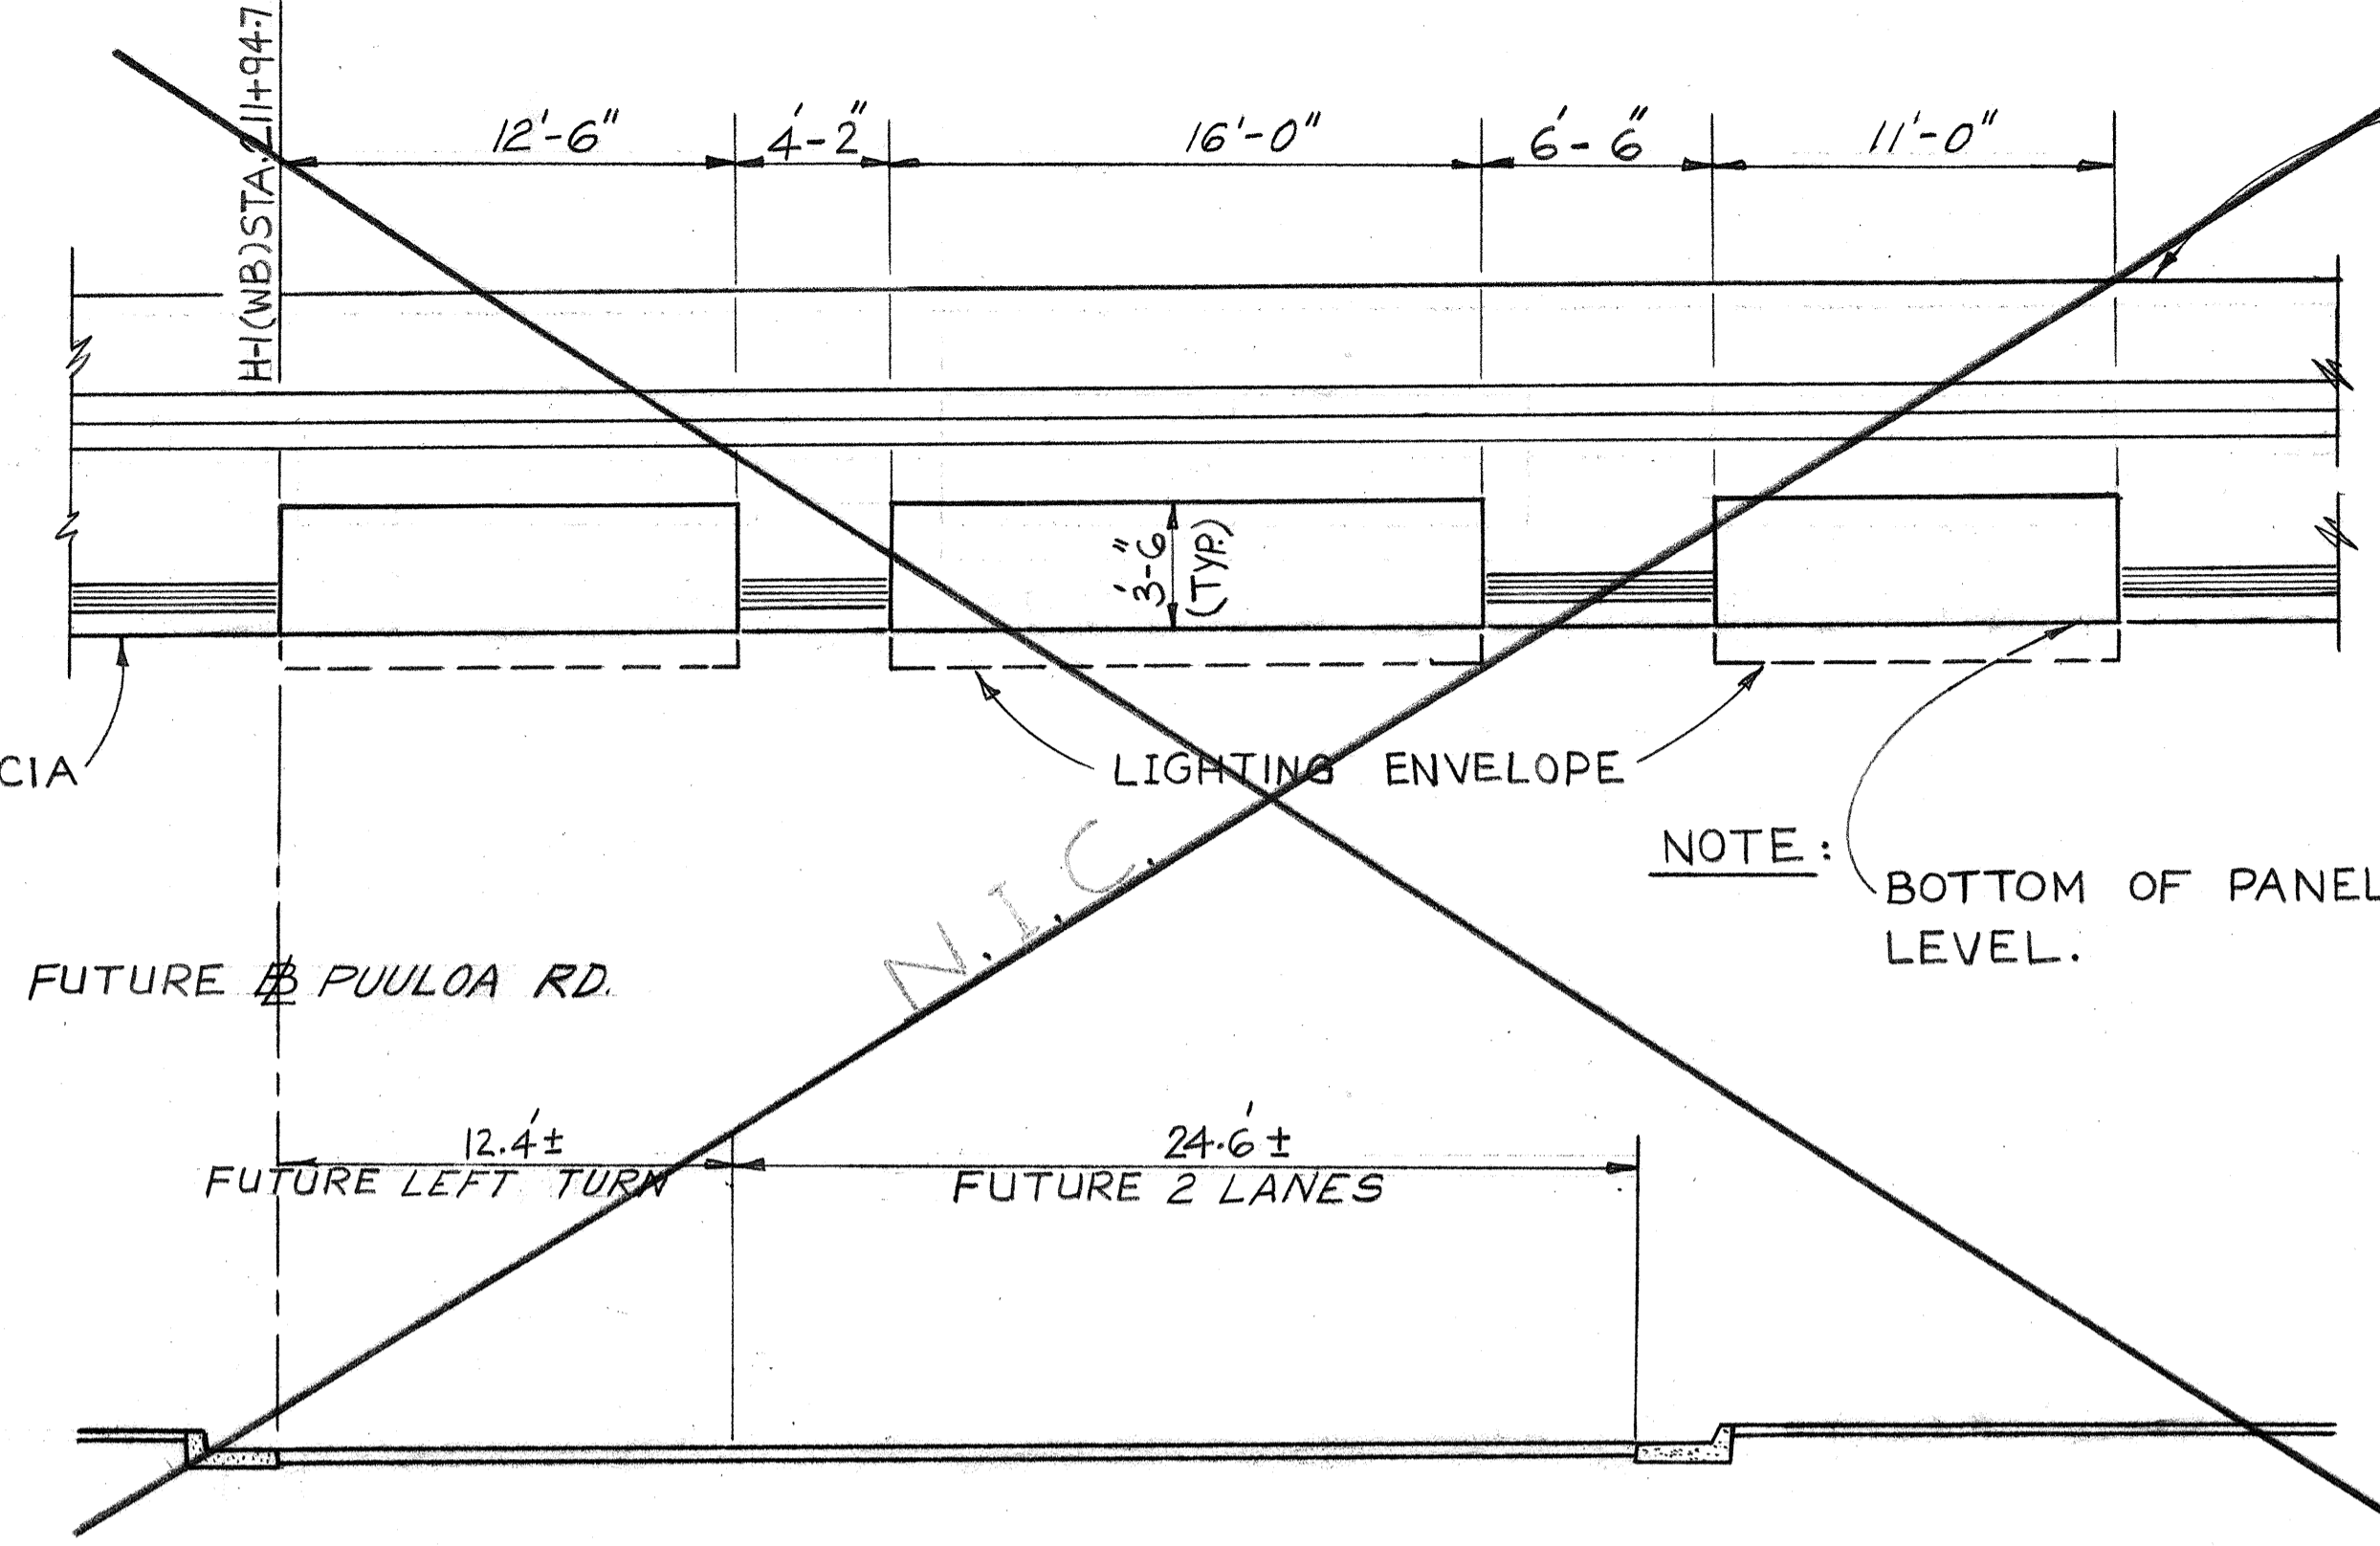 H-1(WB)STA.211+94.7
12'-6"
4'-2"
16'-0"
6'-6"
11'-0"
3'-6"
(TYP.)
CIA
LIGHTING ENVELOPE
NOTE:
BOTTOM OF PANEL
LEVEL.
N.I.C.
FUTURE ⅊ PUULOA RD.
12.4'±
FUTURE LEFT TURN
24.6'±
FUTURE 2 LANES